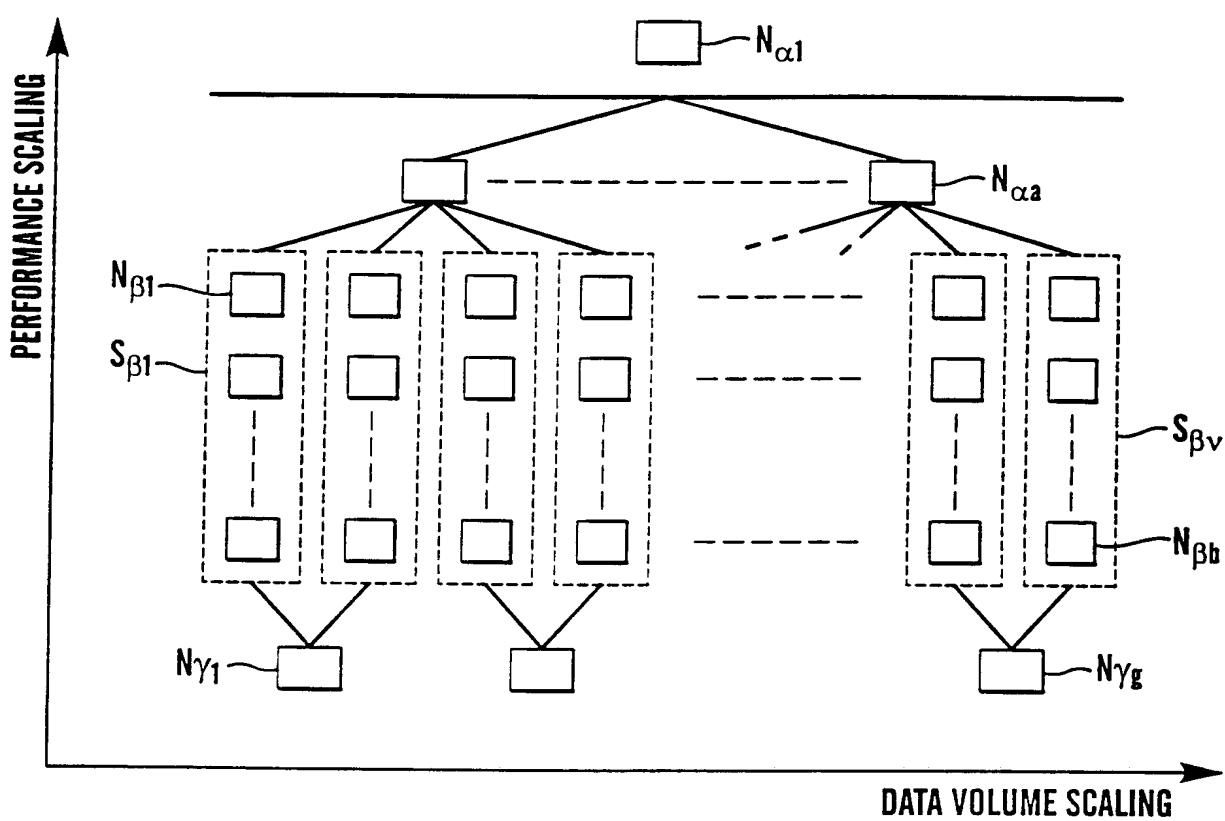 PERFORMANCE SCALING
Nα1
Nαa
Nβ1
Sβ1
Sβν
Nβb
Nγ1
Nγg
DATA VOLUME SCALING